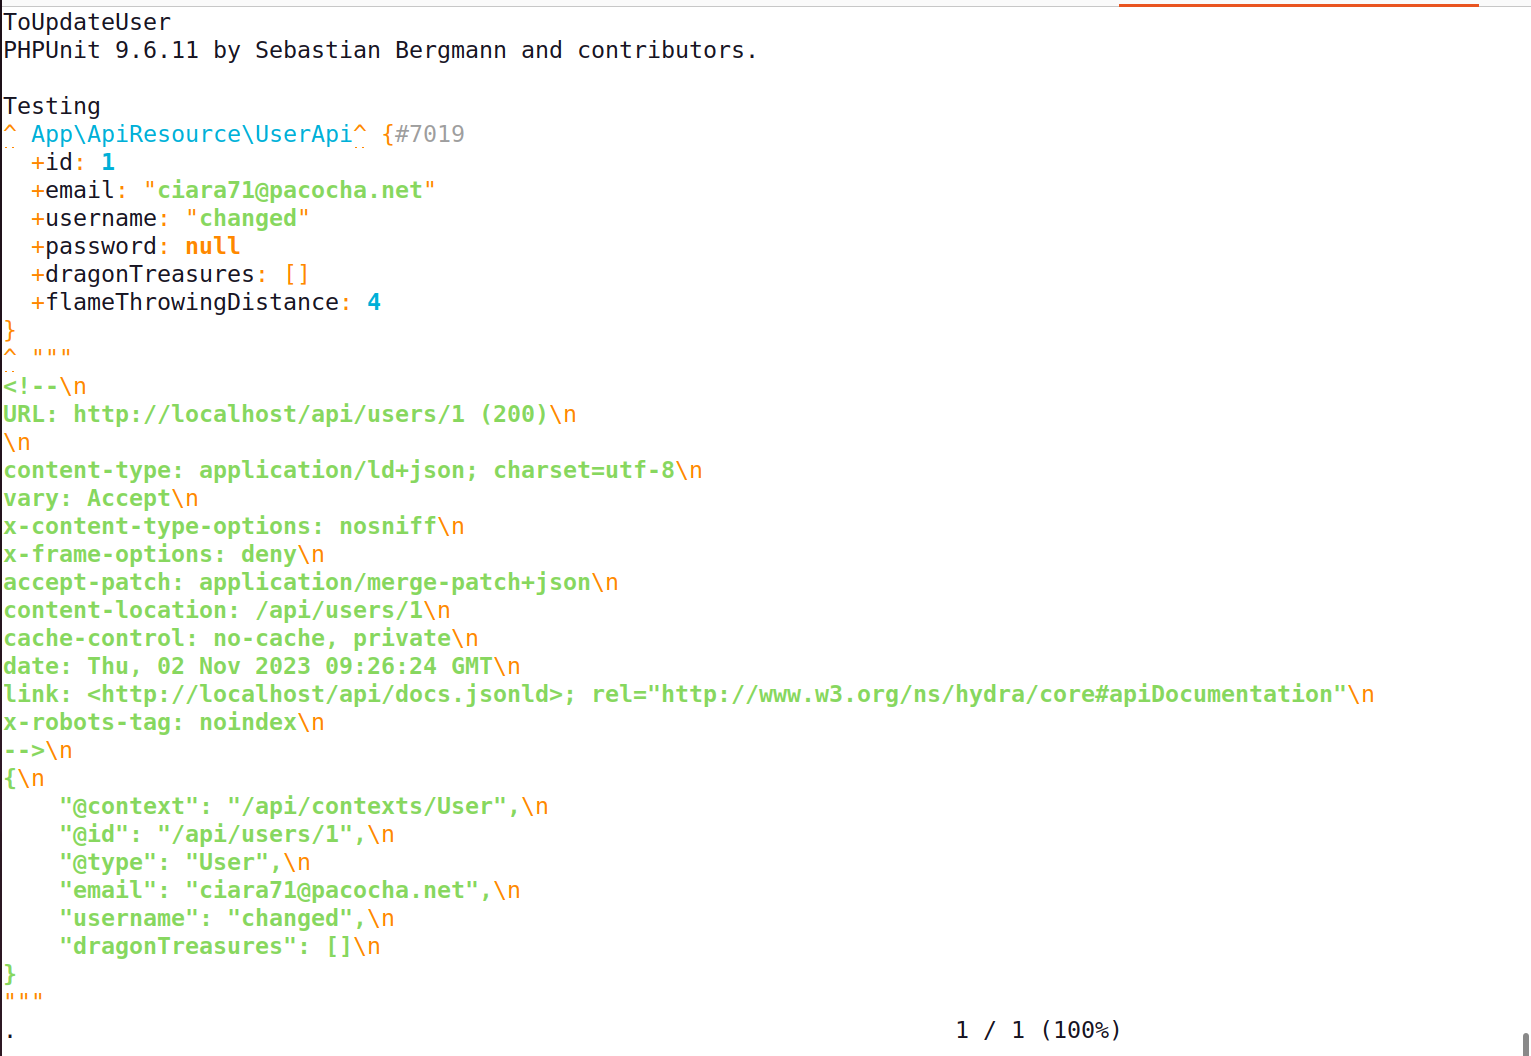 ToUpdateUser
PHPUnit 9.6.11 by Sebastian Bergmann and contributors.
Testing
^ App\ApiResource\UserApi^ {#7019
  +id: 1
  +email: "ciara71@pacocha.net"
  +username: "changed"
  +password: null
  +dragonTreasures: []
  +flameThrowingDistance: 4
}
^ """
<!--\n
URL: http://localhost/api/users/1 (200)\n
\n
content-type: application/ld+json; charset=utf-8\n
vary: Accept\n
x-content-type-options: nosniff\n
x-frame-options: deny\n
accept-patch: application/merge-patch+json\n
content-location: /api/users/1\n
cache-control: no-cache, private\n
date: Thu, 02 Nov 2023 09:26:24 GMT\n
link: <http://localhost/api/docs.jsonld>; rel="http://www.w3.org/ns/hydra/core#apiDocumentation"\n
x-robots-tag: noindex\n
-->\n
{\n
    "@context": "/api/contexts/User",\n
    "@id": "/api/users/1",\n
    "@type": "User",\n
    "email": "ciara71@pacocha.net",\n
    "username": "changed",\n
    "dragonTreasures": []\n
}
"""
. 1 / 1 (100%)